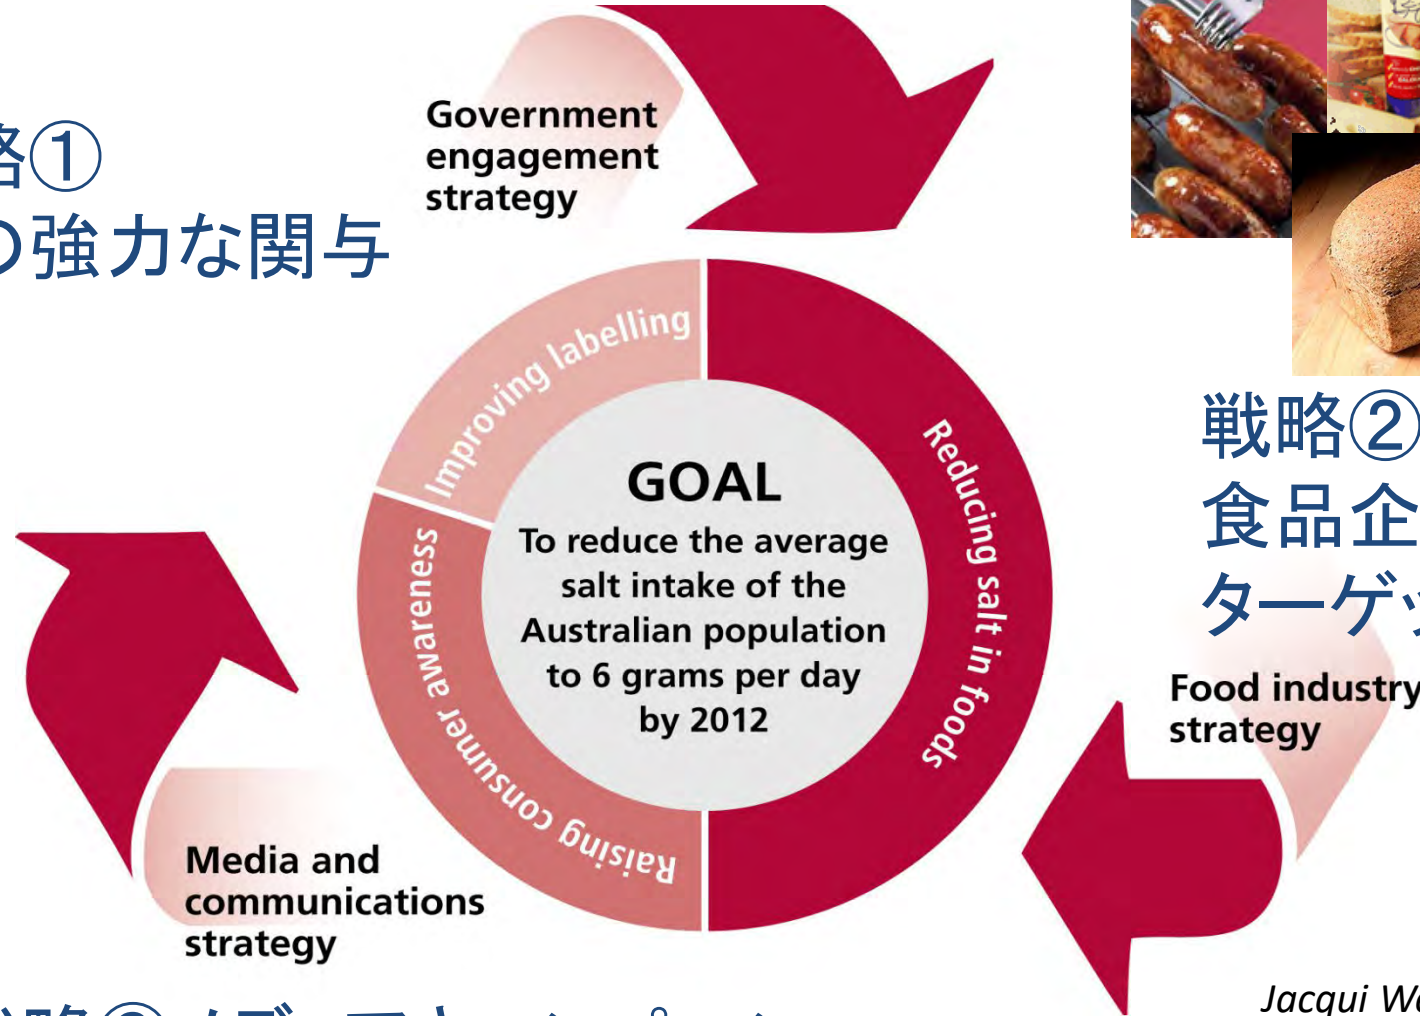 Government
engagement
strategy
略①
の強力な関与
Improving labelling
Reducing salt in foods
Raising consumer awareness
GOAL
To reduce the average
salt intake of the
Australian population
to 6 grams per day
by 2012
戦略②
食品企
ターゲッ
Food industry
strategy
Media and
communications
strategy
Jacqui